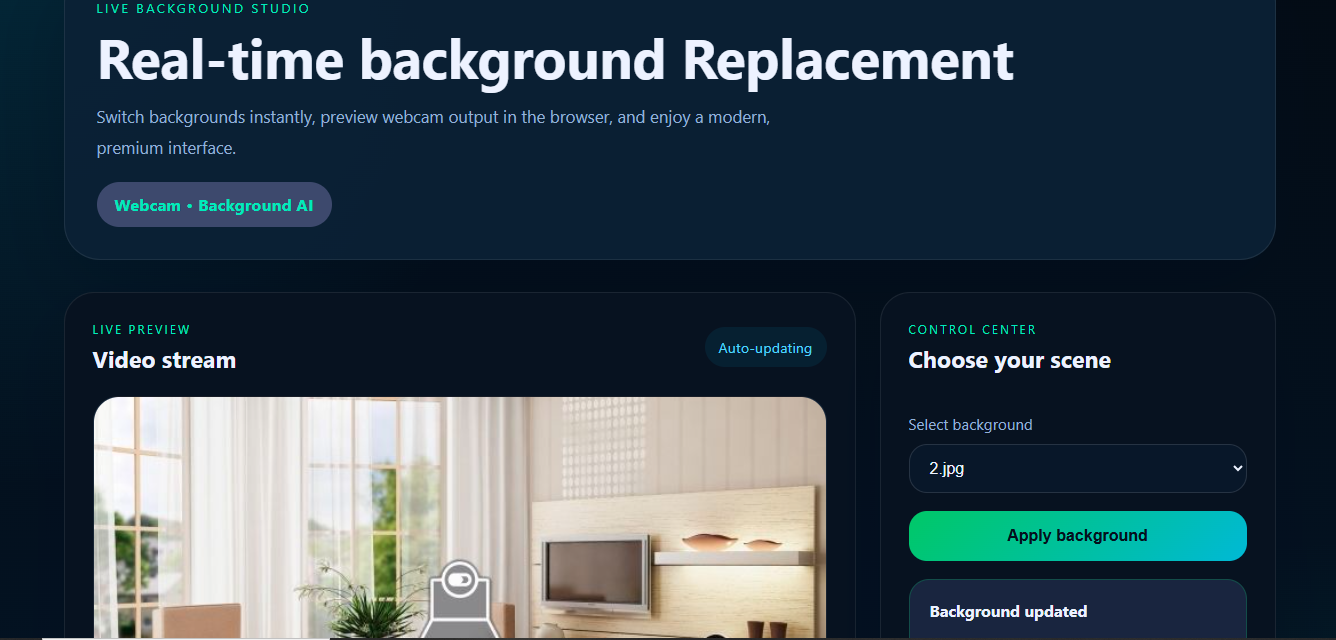 LIVE BACKGROUND STUDIO
Real-time background Replacement
Switch backgrounds instantly, preview webcam output in the browser, and enjoy a modern,
premium interface.
Webcam • Background AI
LIVE PREVIEW
Video stream
Auto-updating
CONTROL CENTER
Choose your scene
Select background
2.jpg
Apply background
Background updated